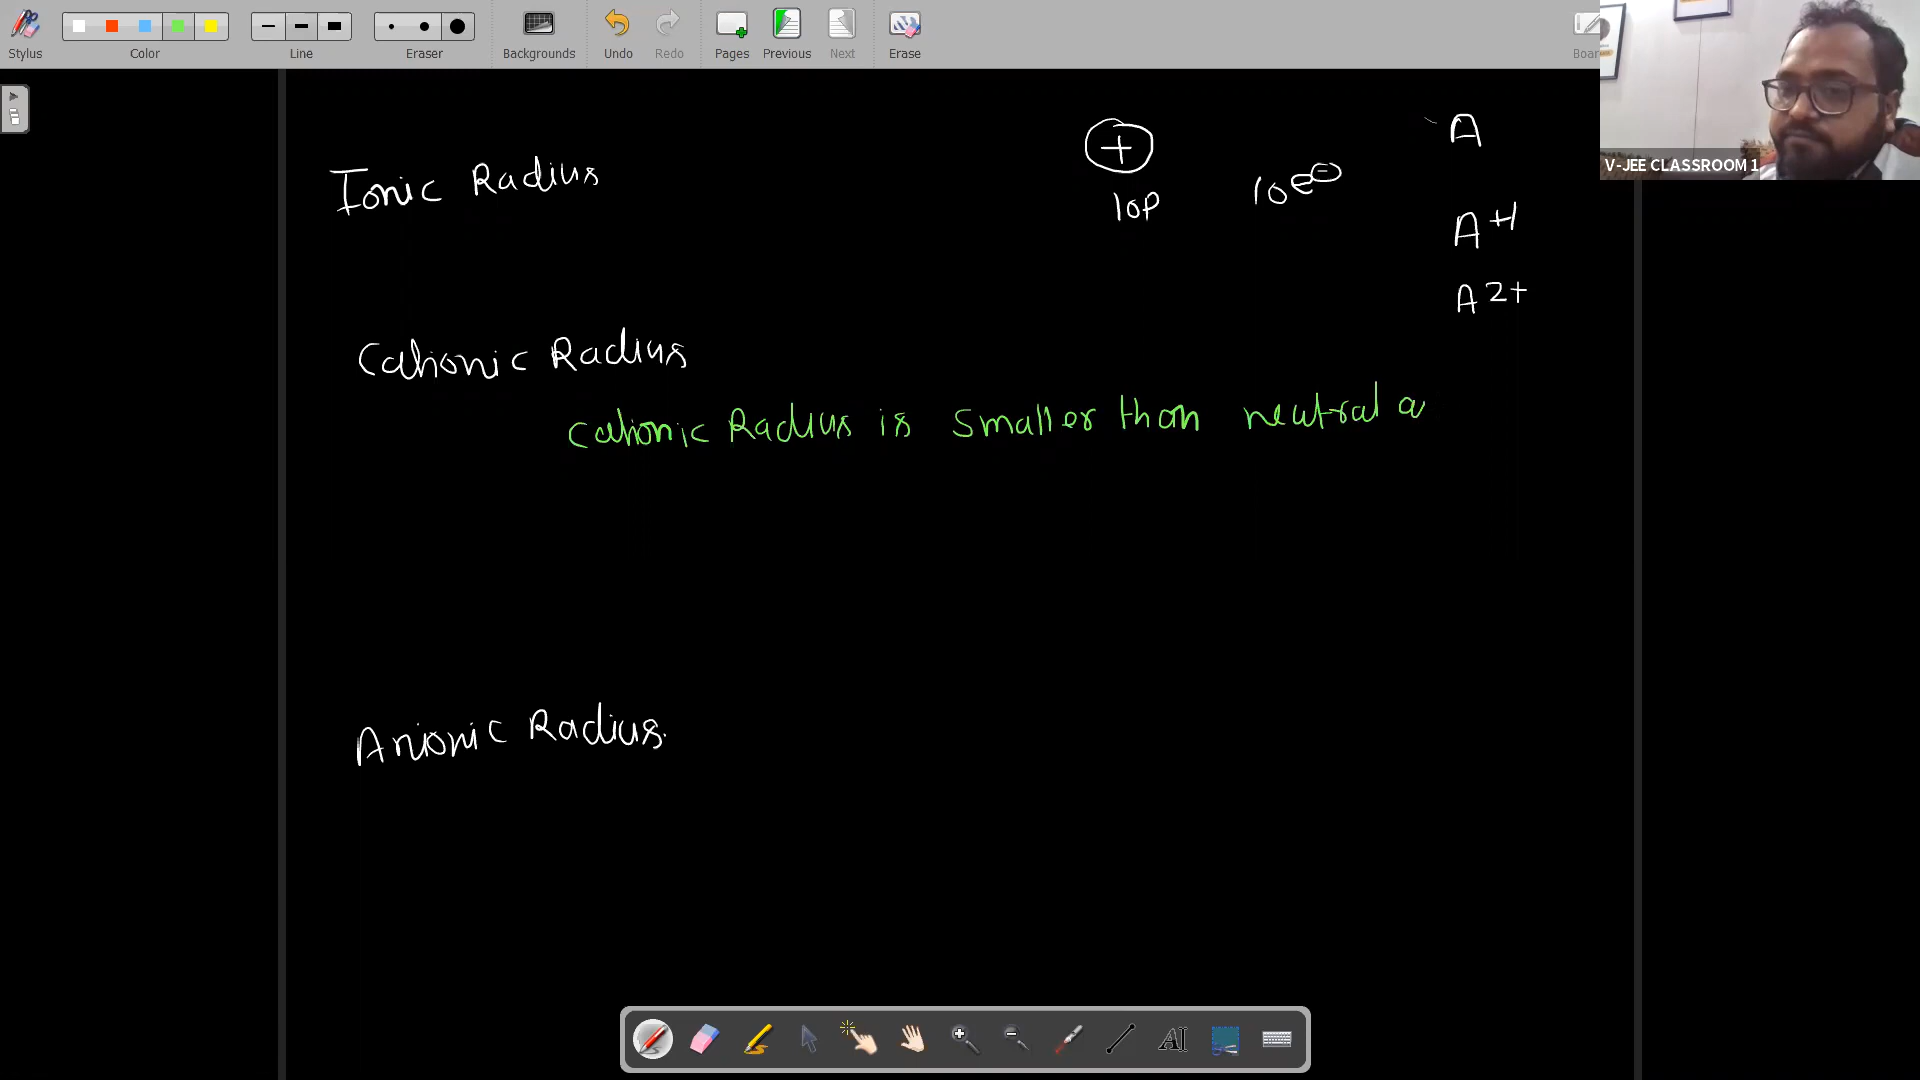 Stylus Color Line Eraser Backgrounds Undo Redo Pages Previous Next Erase Boar
V-JEE CLASSROOM 1
Ionic Radius
+
10p
10e⊖
A
A+1
A2+
Cationic Radius
Cationic Radius is smaller than neutral a
Anionic Radius.